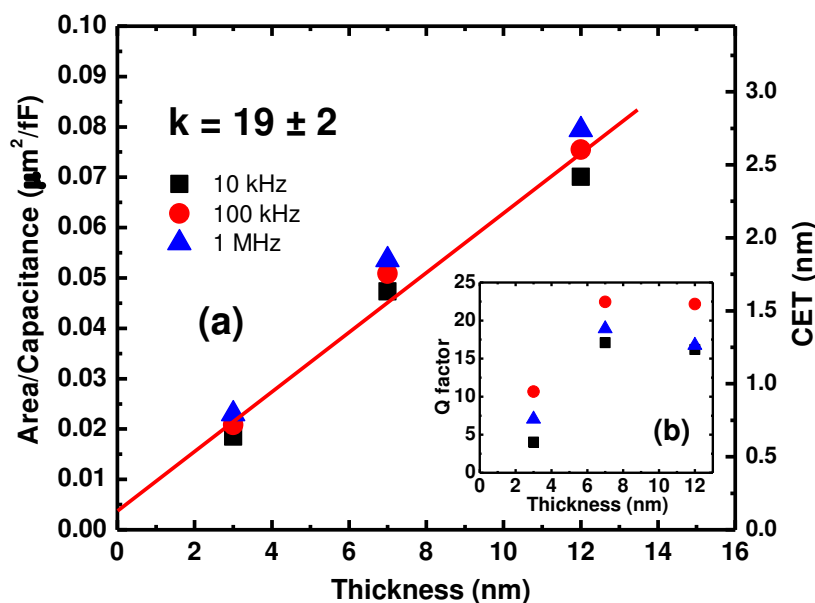 Area/Capacitance (μm²/fF)
0.10
0.09
0.08
0.07
0.06
0.05
0.04
0.03
0.02
0.01
0.00
k = 19 ± 2
10 kHz
100 kHz
1 MHz
(a)
0 2 4 6 8 10 12 14 16
Thickness (nm)
CET (nm)
3.0
2.5
2.0
1.5
1.0
0.5
0.0
Q factor
25
20
15
10
5
0
(b)
0 2 4 6 8 10 12
Thickness (nm)